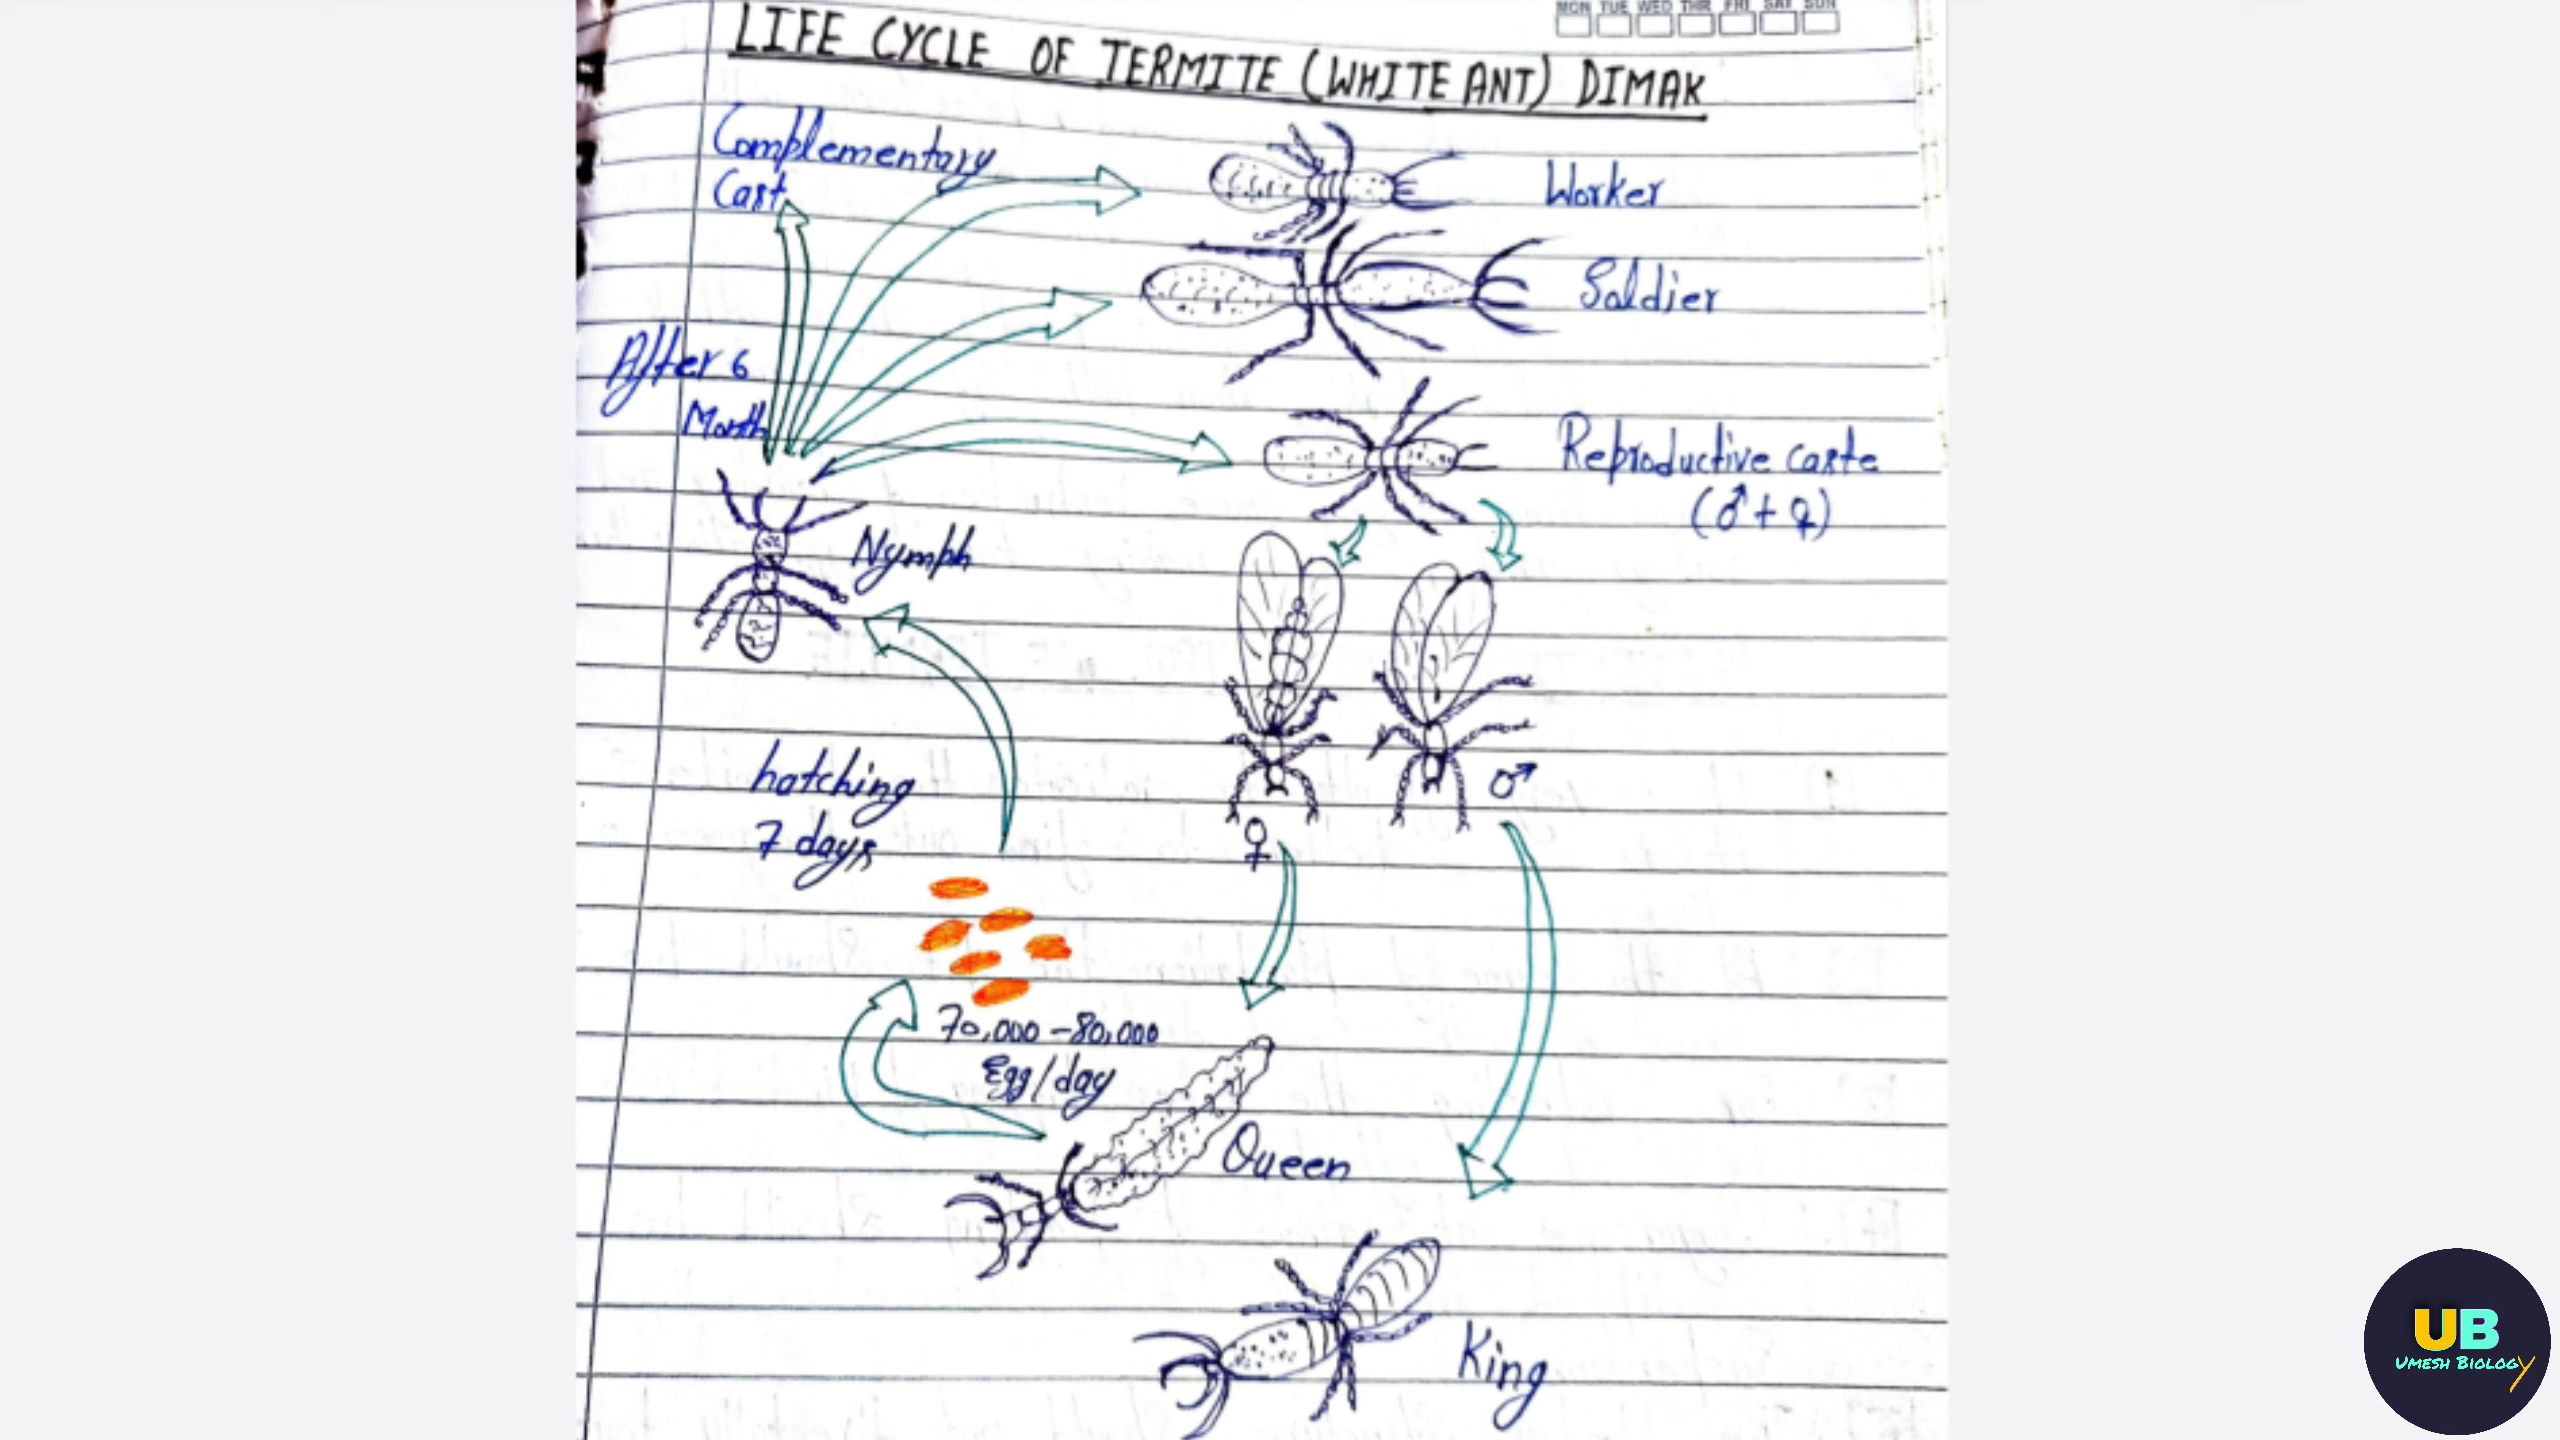 MON TUE WED THR FRI SAT SUN
LIFE CYCLE OF TERMITE (WHITE ANT) DIMAK
Complementary
Cast
Worker
Soldier
After 6
Month
Reproductive caste
(♂+♀)
Nymph
hatching
7 days
♂
♀
70,000-80,000
Egg/day
Queen
King
UB
UMESH BIOLOGY